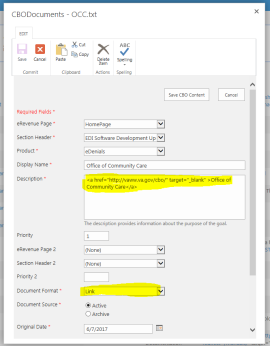 CBODocuments - OCC.txt
EDIT
Save
Cancel
Paste
Cut
Copy
Delete Item
ABC
Spelling
Commit
Clipboard
Actions
Spelling
Save CBO Content
Cancel
Required Fields *
eRevenue Page *
HomePage
Section Header *
EDI Software Development Up
Product *
eDenials
Display Name *
Office of Community Care
Description *
<a href="http://vaww.va.gov/cbo/" target="_blank" >Office of
Community Care</a>
The description provides information about the purpose of the goal.
Priority
1
eRevenue Page 2
(None)
Section Header 2
(None)
Priority 2
Document Format *
Link
Document Source *
Active
Archive
Original Date *
6/7/2017